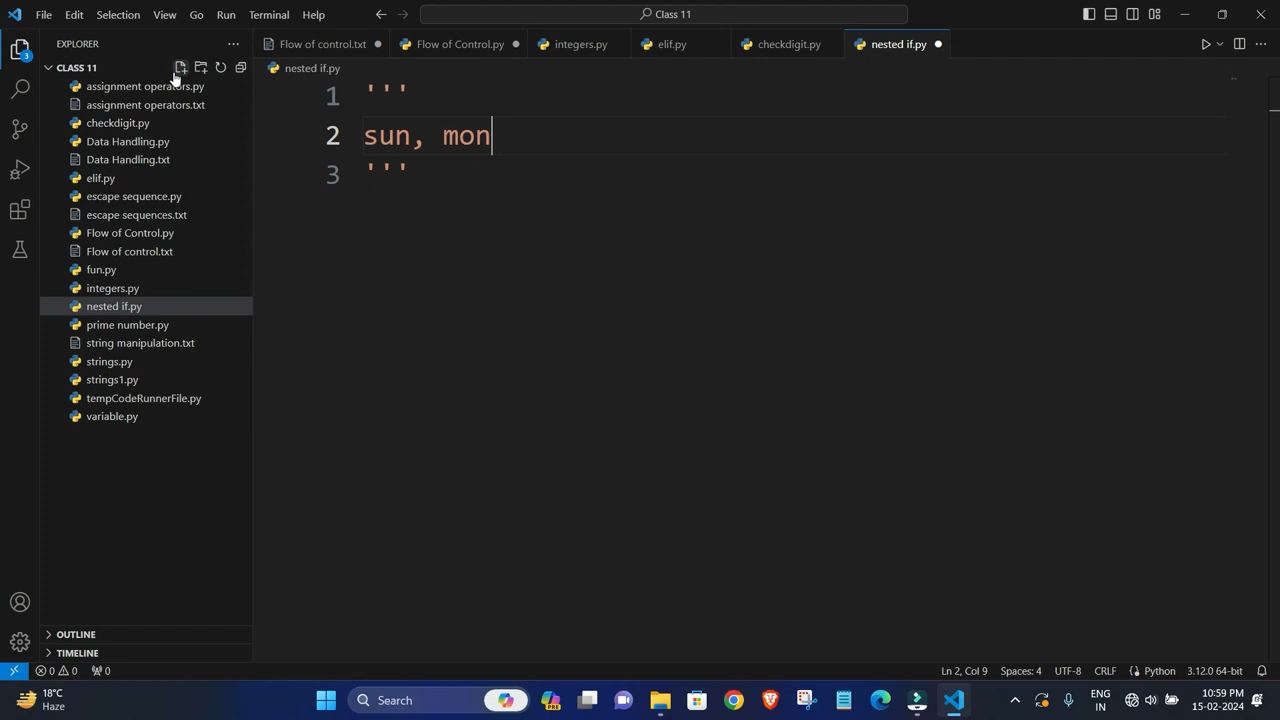 File Edit Selection View Go Run Terminal Help
Class 11
EXPLORER
Flow of control.txt
Flow of Control.py
integers.py
elif.py
checkdigit.py
nested if.py
CLASS 11
nested if.py
assignment operators.py
assignment operators.txt
checkdigit.py
Data Handling.py
Data Handling.txt
elif.py
escape sequence.py
escape sequences.txt
Flow of Control.py
Flow of control.txt
fun.py
integers.py
nested if.py
prime number.py
string manipulation.txt
strings.py
strings1.py
tempCodeRunnerFile.py
variable.py
1 '''
2 sun, mon
3 '''
3
OUTLINE
TIMELINE
0 0 0
Ln 2, Col 9 Spaces: 4 UTF-8 CRLF Python 3.12.0 64-bit
18°C
Haze
Search
PRE
ENG
IN
10:59 PM
15-02-2024